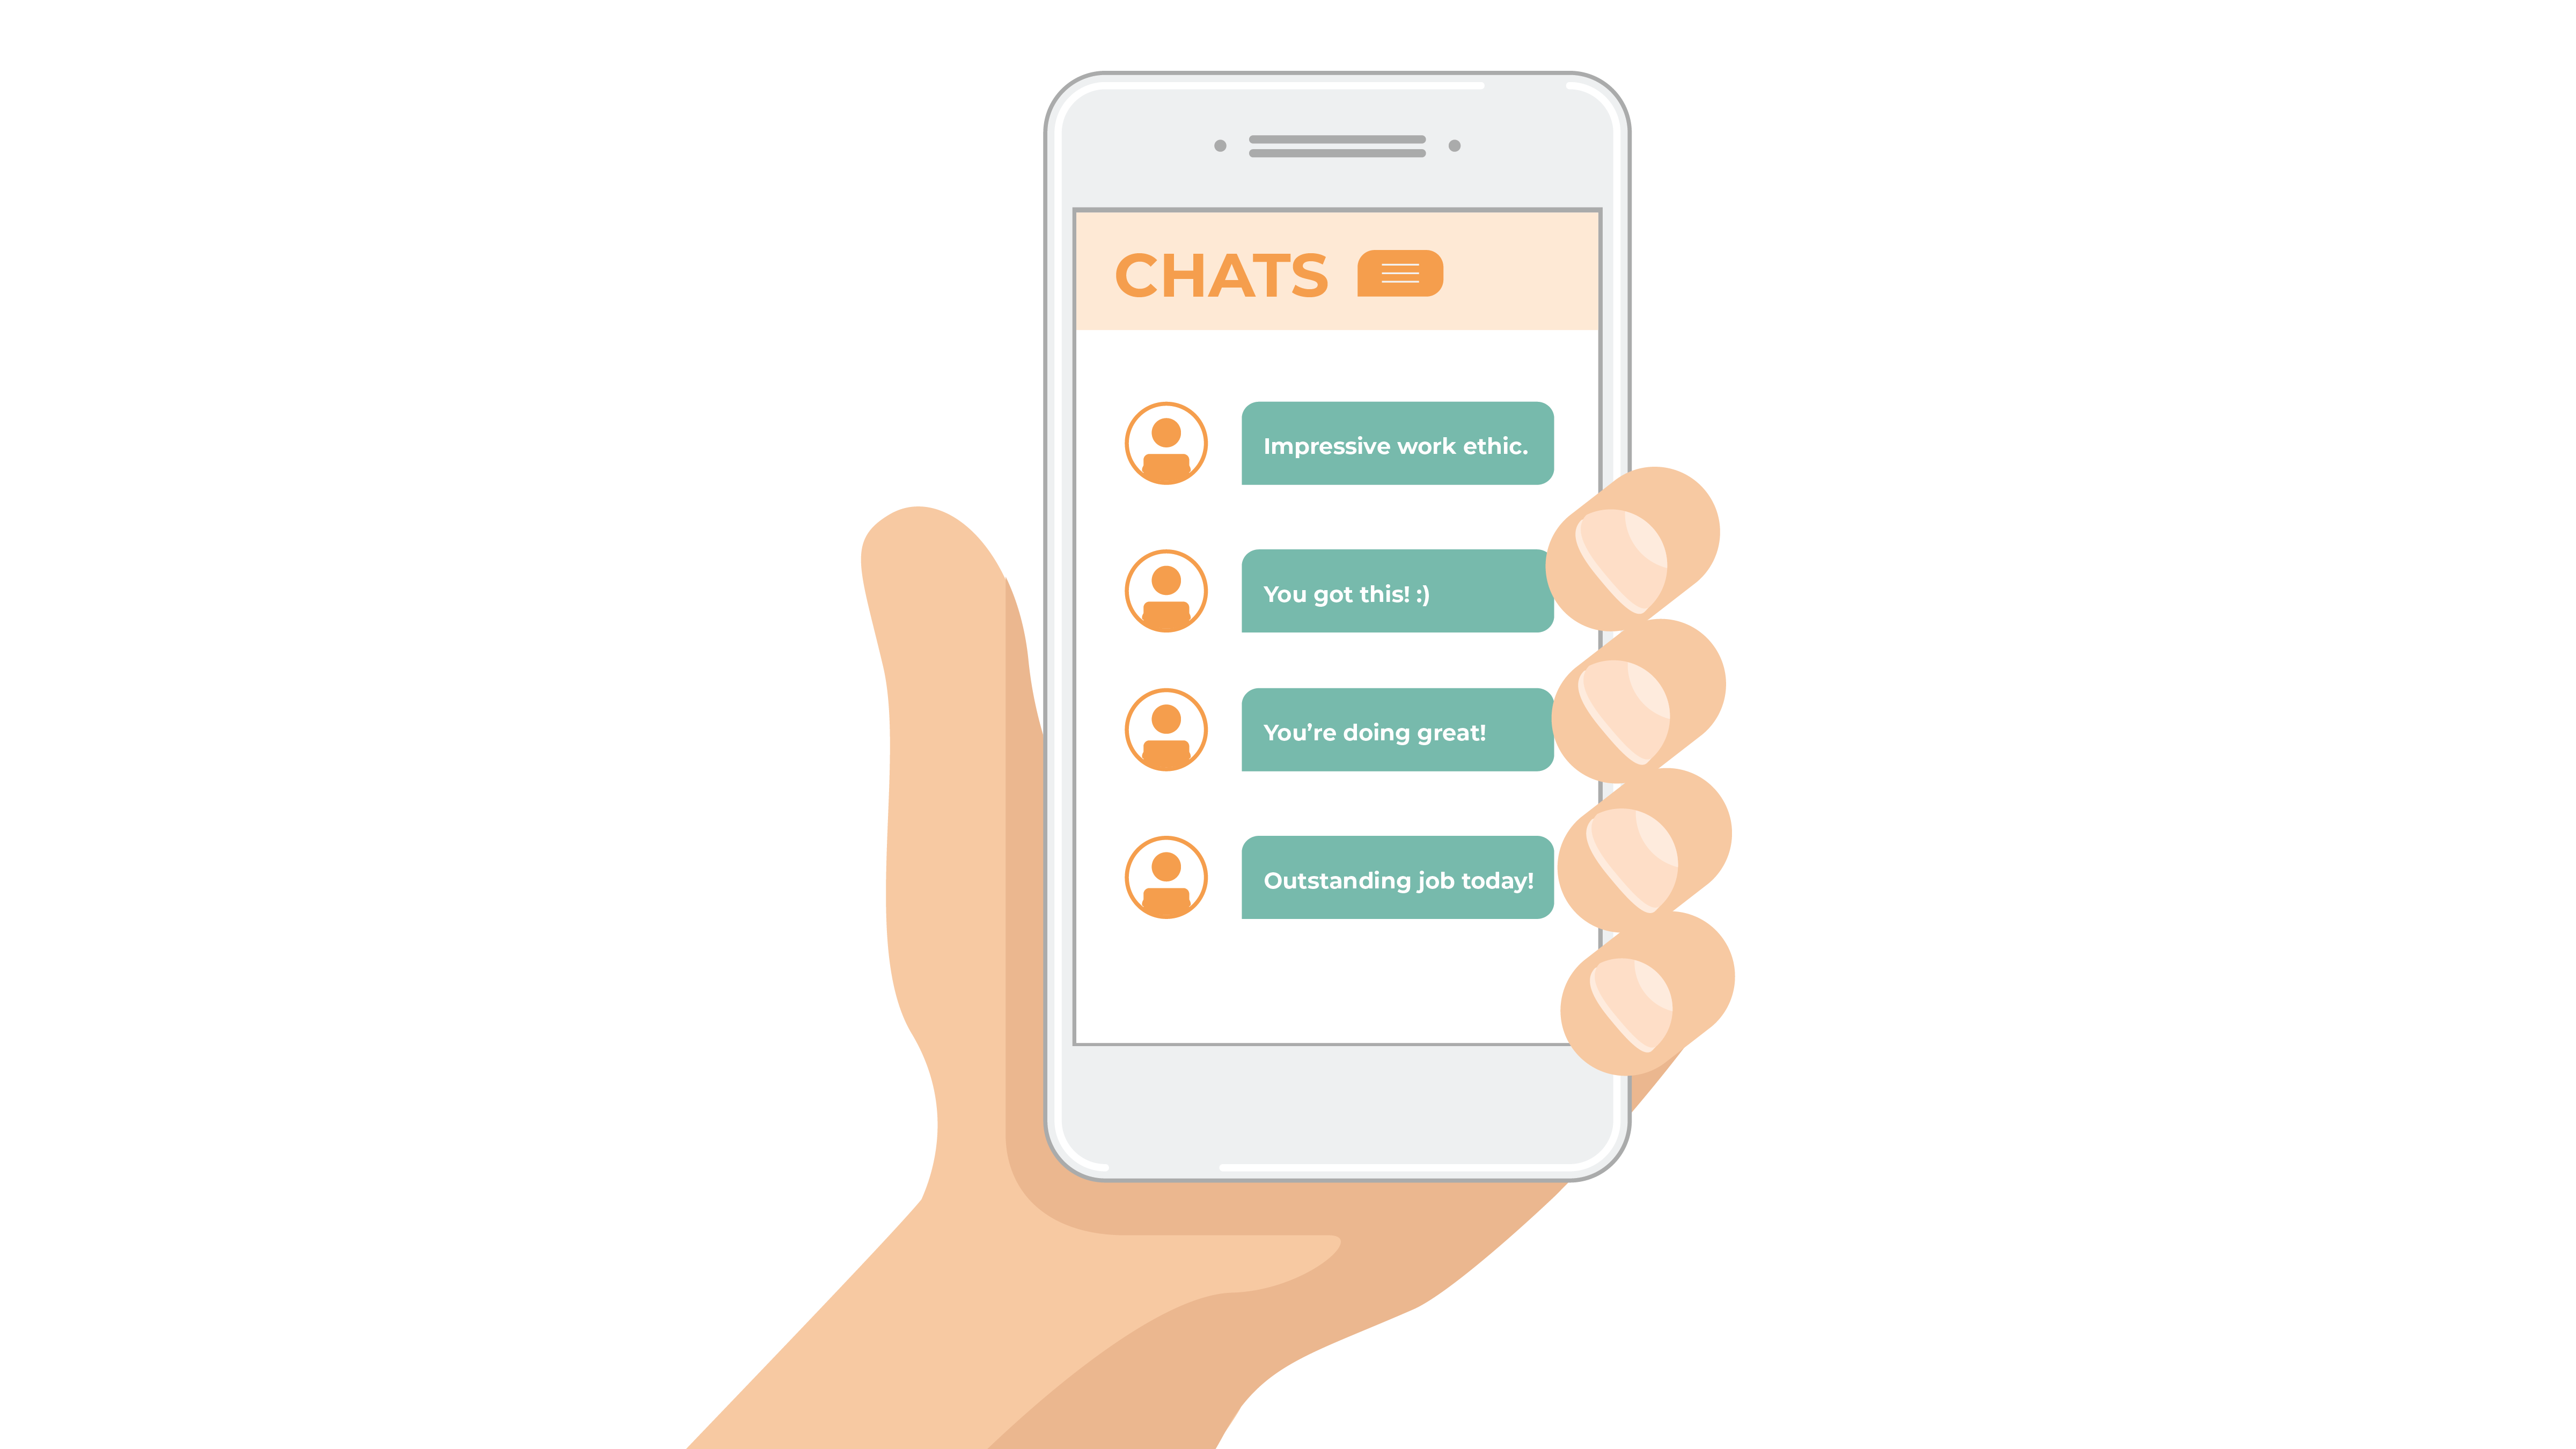 CHATS
Impressive work ethic.
You got this! :)
You’re doing great!
Outstanding job today!